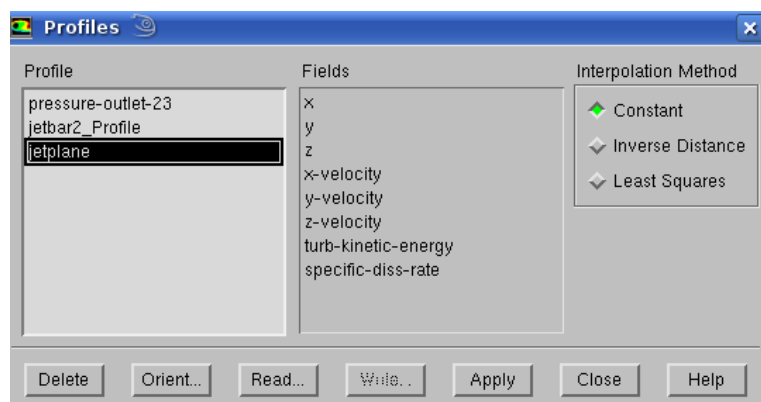 Profiles
Profile
pressure-outlet-23
jetbar2_Profile
jetplane
Fields
x
y
z
x-velocity
y-velocity
z-velocity
turb-kinetic-energy
specific-diss-rate
Interpolation Method
Constant
Inverse Distance
Least Squares
Delete
Orient...
Read...
Write...
Apply
Close
Help